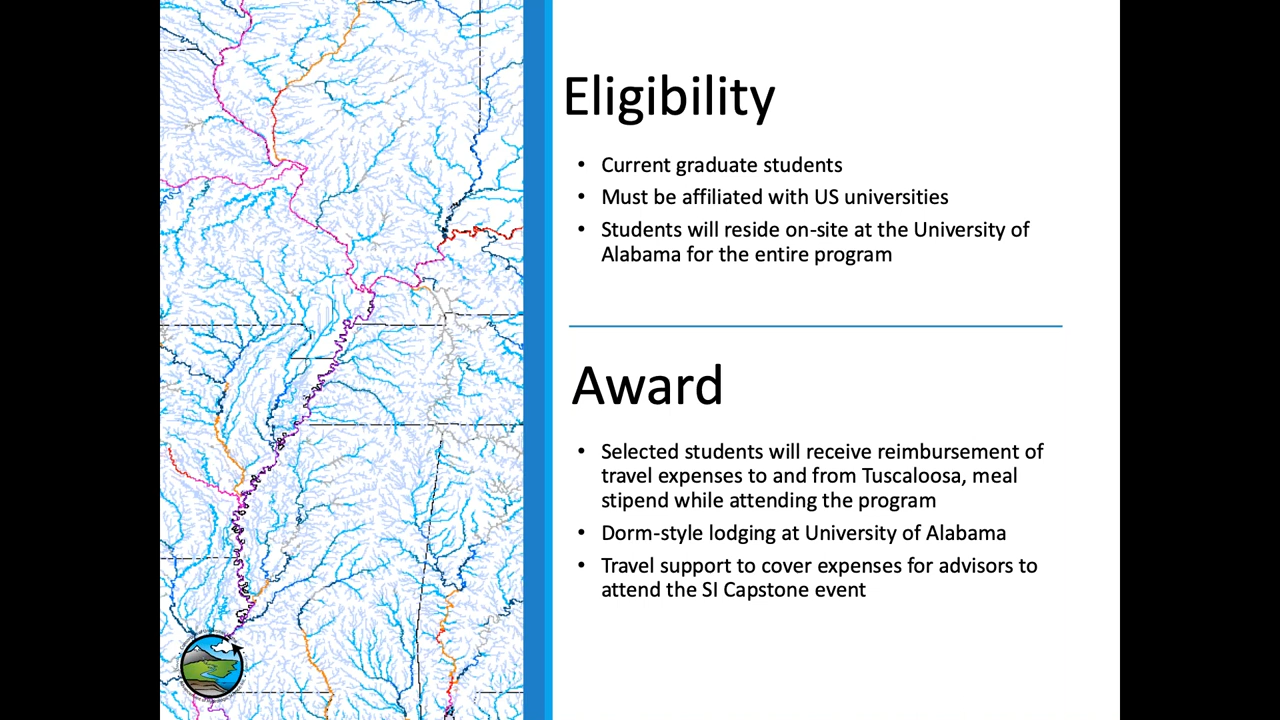 Eligibility
• Current graduate students
• Must be affiliated with US universities
• Students will reside on-site at the University of
Alabama for the entire program
Award
• Selected students will receive reimbursement of
travel expenses to and from Tuscaloosa, meal
stipend while attending the program
• Dorm-style lodging at University of Alabama
• Travel support to cover expenses for advisors to
attend the SI Capstone event